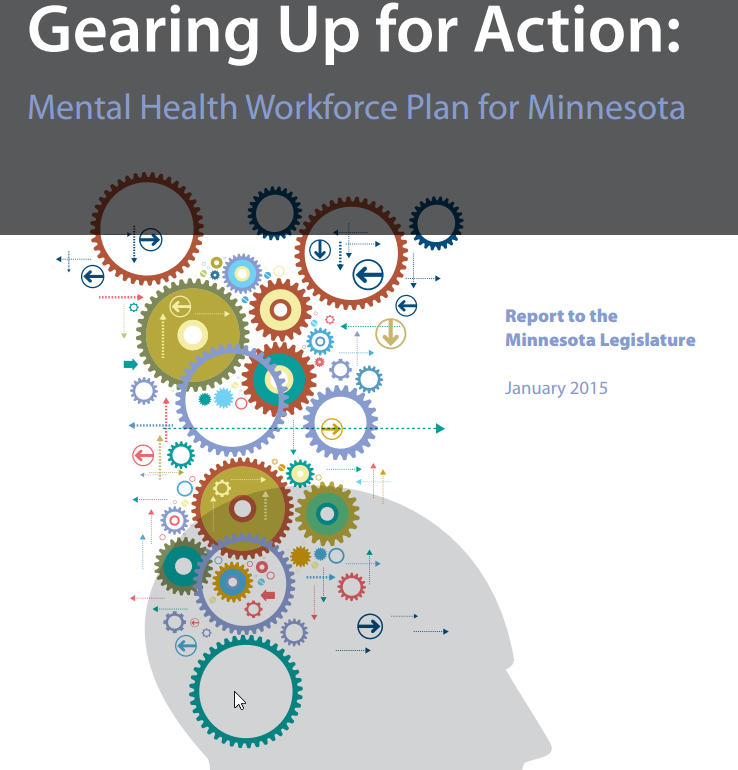 Gearing Up for Action:
Mental Health Workforce Plan for Minnesota
Report to the
Minnesota Legislature
January 2015